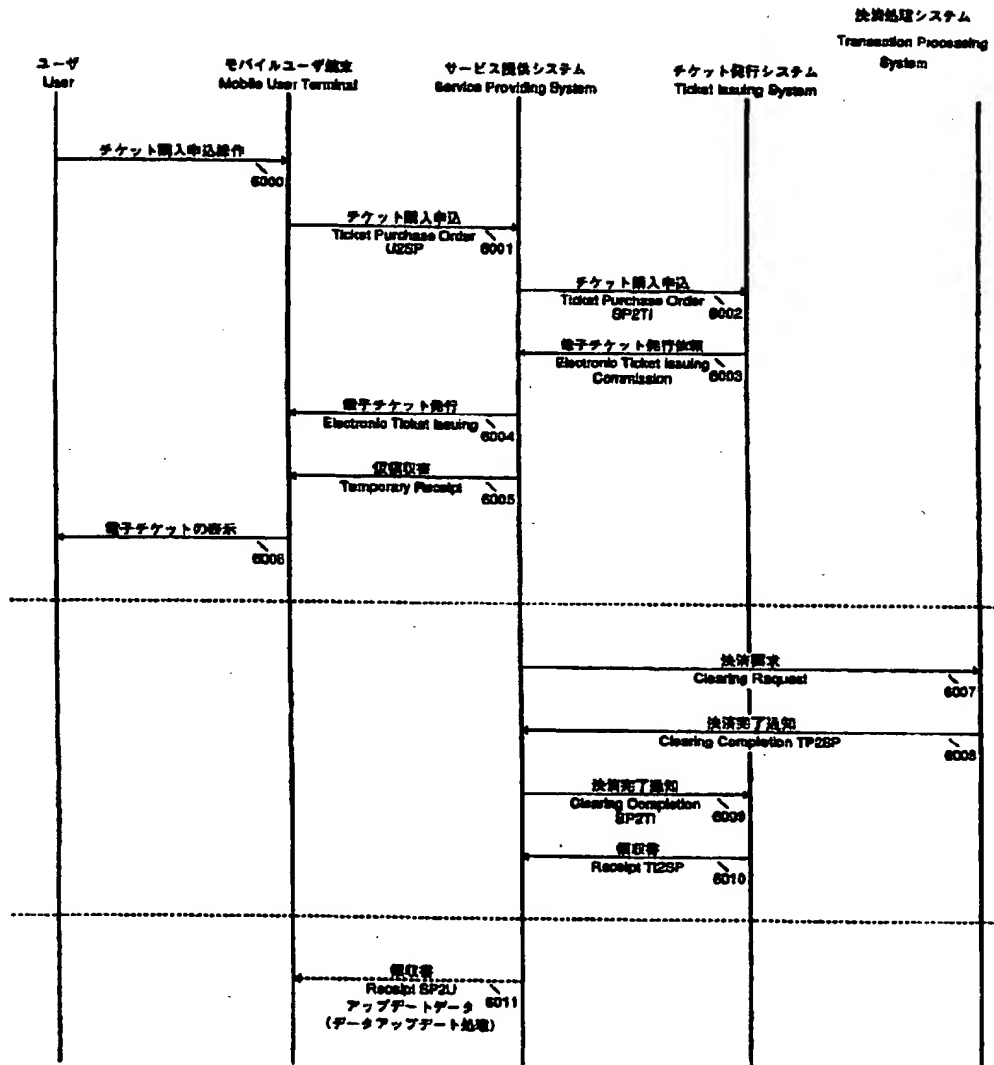 決済処理システム
Transaction Processing
System
ユーザ
User
モバイルユーザ端末
Mobile User Terminal
サービス提供システム
Service Providing System
チケット発行システム
Ticket Issuing System
チケット購入申込操作
6000
チケット購入申込
Ticket Purchase Order
U2SP
6001
チケット購入申込
Ticket Purchase Order
SP2TI
6002
電子チケット発行依頼
Electronic Ticket Issuing
Commission
6003
電子チケット発行
Electronic Ticket Issuing
6004
仮領収書
Temporary Receipt
6005
電子チケットの表示
6006
決済要求
Clearing Request
6007
決済完了通知
Clearing Completion TP2SP
6008
決済完了通知
Clearing Completion
SP2TI
6009
領収書
Receipt TI2SP
6010
領収書
Receipt SP2U
6011
アップデートデータ
(データアップデート処理)